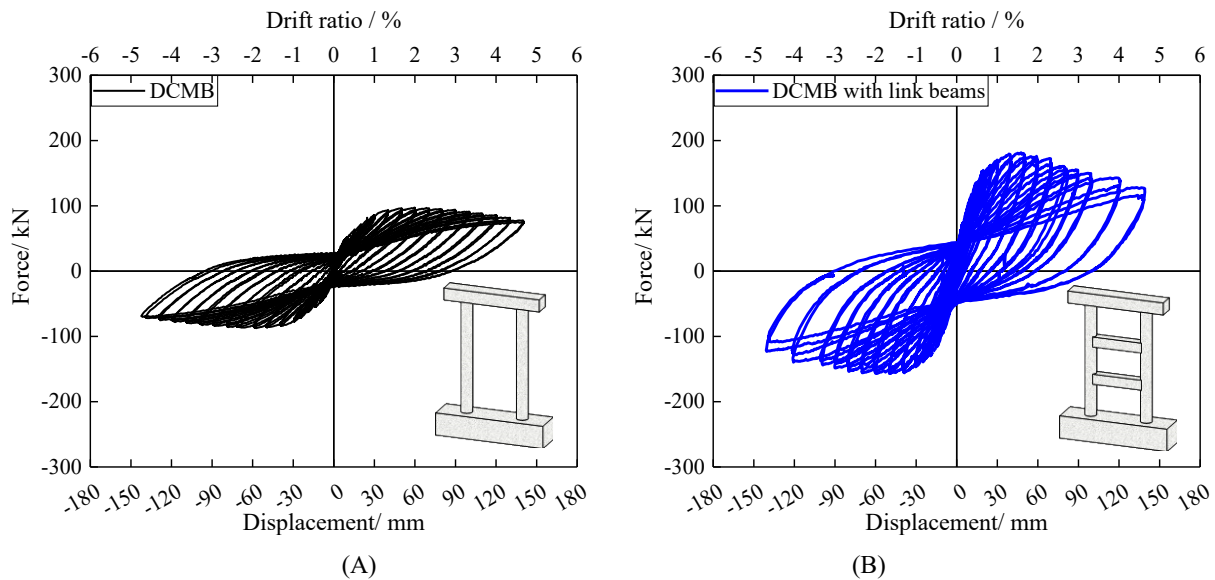 Drift ratio / %
-6 -5 -4 -3 -2 -1 0 1 2 3 4 5 6
300
200
100
0
-100
-200
-300
Force/ kN
DCMB
-180 -150 -120 -90 -60 -30 0 30 60 90 120 150 180
Displacement/ mm
(A)
Drift ratio / %
-6 -5 -4 -3 -2 -1 0 1 2 3 4 5 6
300
200
100
0
-100
-200
-300
Force/ kN
DCMB with link beams
-180 -150 -120 -90 -60 -30 0 30 60 90 120 150 180
Displacement/ mm
(B)